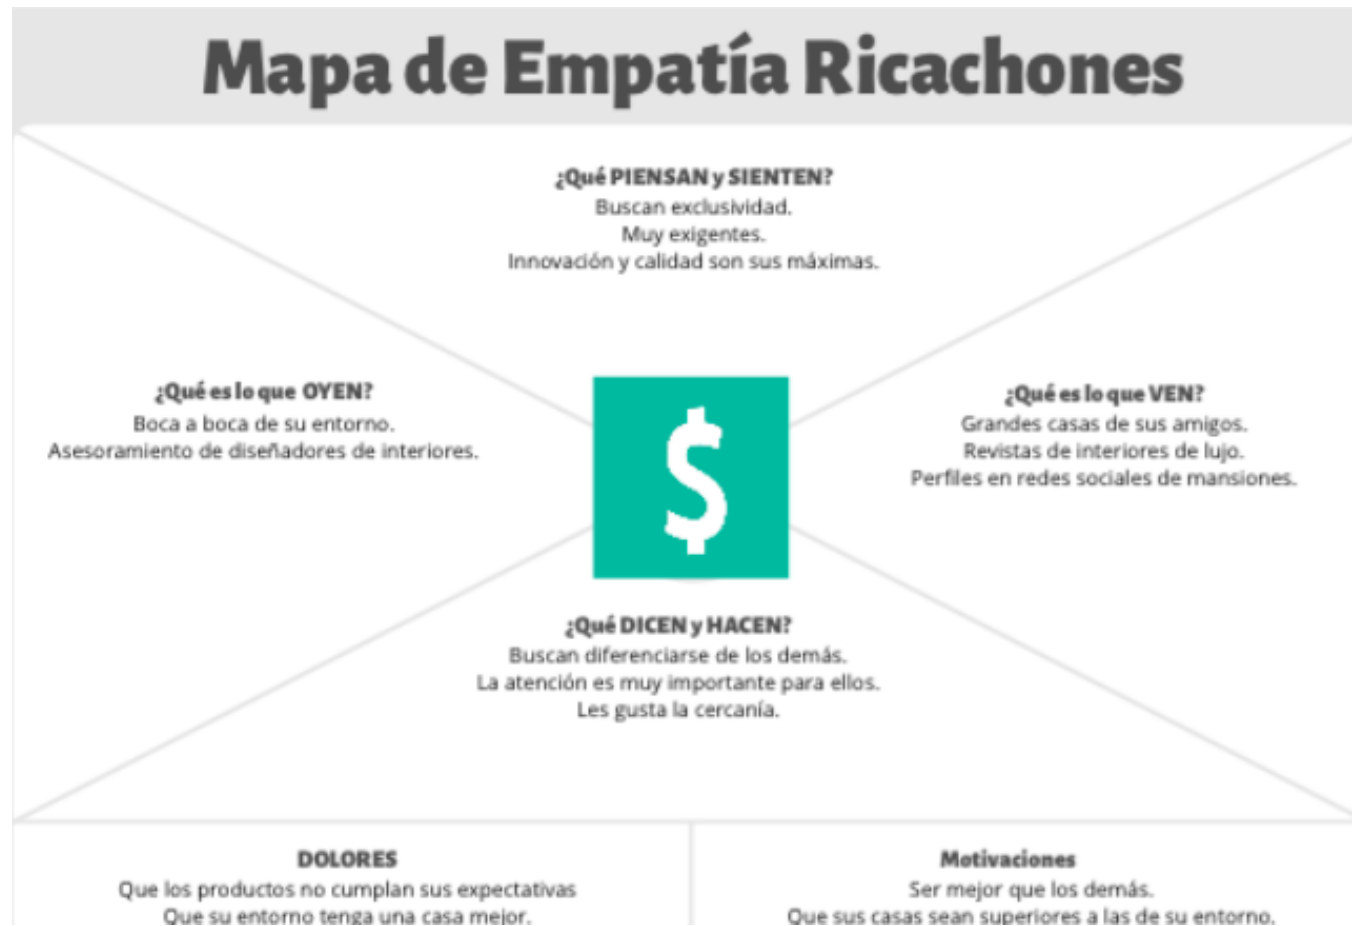 Mapa de Empatía Ricachones
¿Qué PIENSAN y SIENTEN?
Buscan exclusividad.
Muy exigentes.
Innovación y calidad son sus máximas.
¿Qué es lo que OYEN?
Boca a boca de su entorno.
Asesoramiento de diseñadores de interiores.
$
¿Qué es lo que VEN?
Grandes casas de sus amigos.
Revistas de interiores de lujo.
Perfiles en redes sociales de mansiones.
¿Qué DICEN y HACEN?
Buscan diferenciarse de los demás.
La atención es muy importante para ellos.
Les gusta la cercanía.
DOLORES
Que los productos no cumplan sus expectativas
Que su entorno tenga una casa mejor.
Motivaciones
Ser mejor que los demás.
Que sus casas sean superiores a las de su entorno.